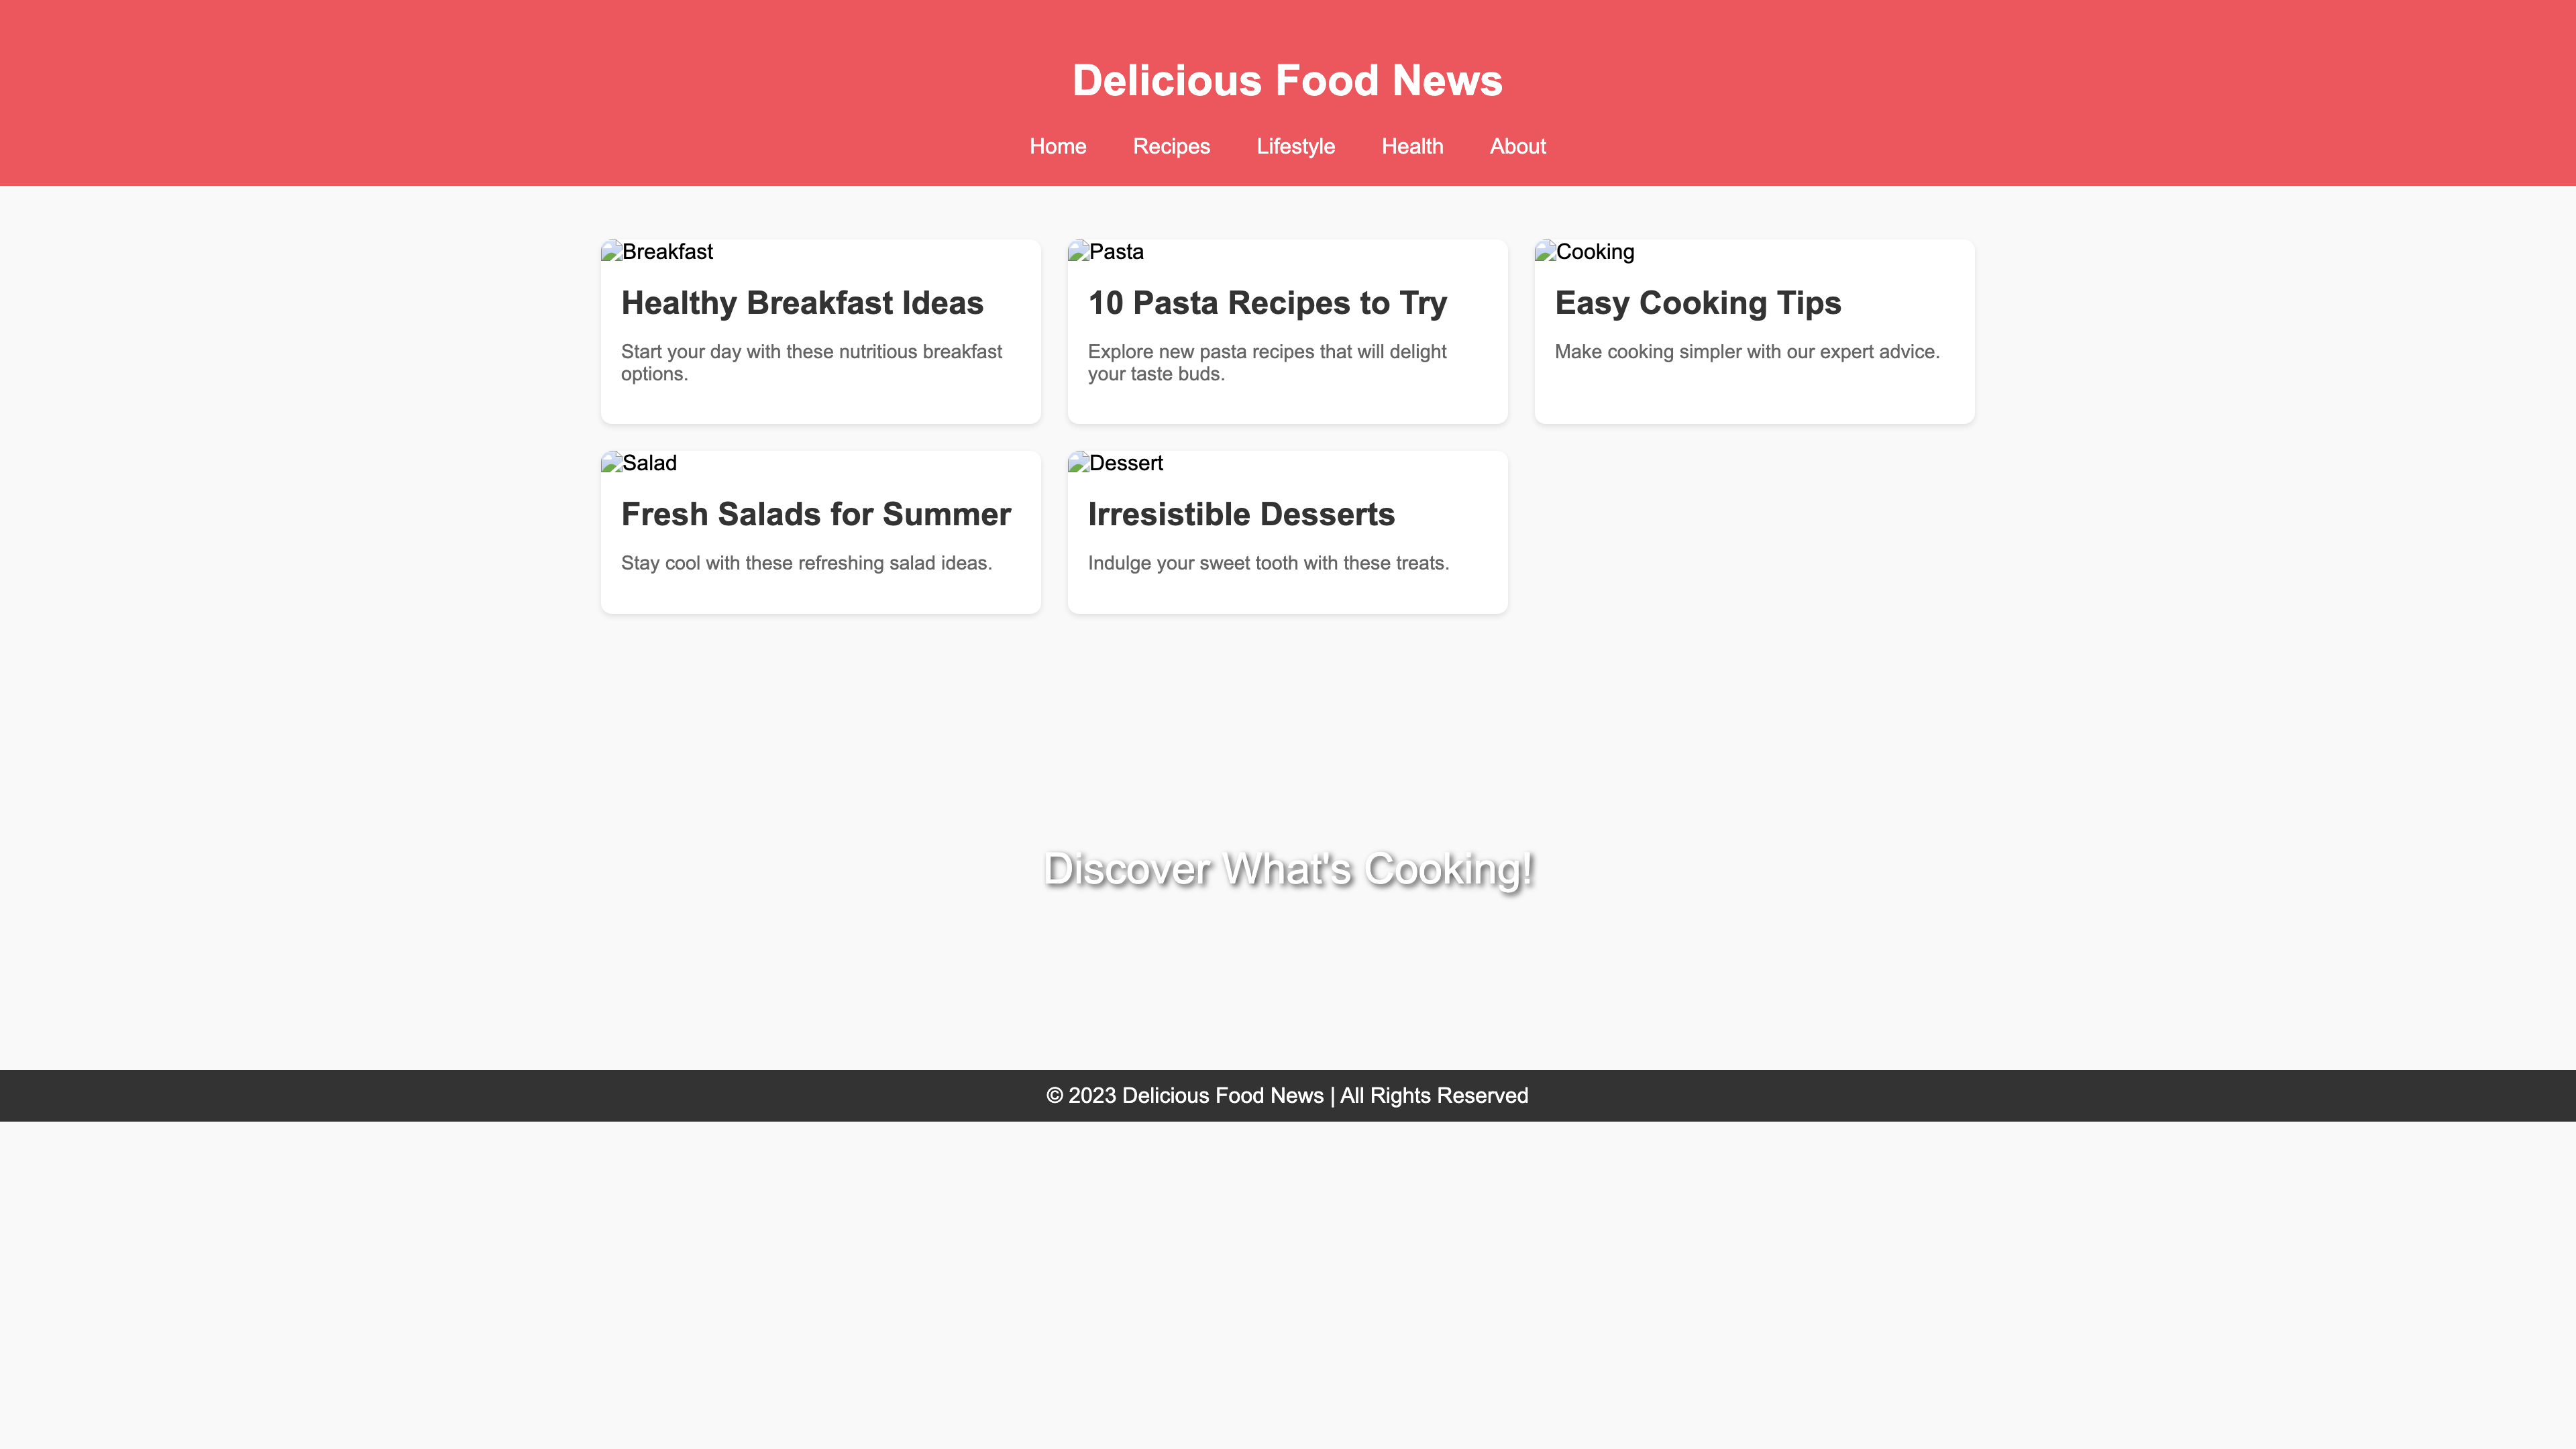 Delicious Food News
Home Recipes Lifestyle Health About
Breakfast
Healthy Breakfast Ideas
Start your day with these nutritious breakfast
options.
Pasta
10 Pasta Recipes to Try
Explore new pasta recipes that will delight
your taste buds.
Cooking
Easy Cooking Tips
Make cooking simpler with our expert advice.
Salad
Fresh Salads for Summer
Stay cool with these refreshing salad ideas.
Dessert
Irresistible Desserts
Indulge your sweet tooth with these treats.
Discover What's Cooking!
© 2023 Delicious Food News | All Rights Reserved